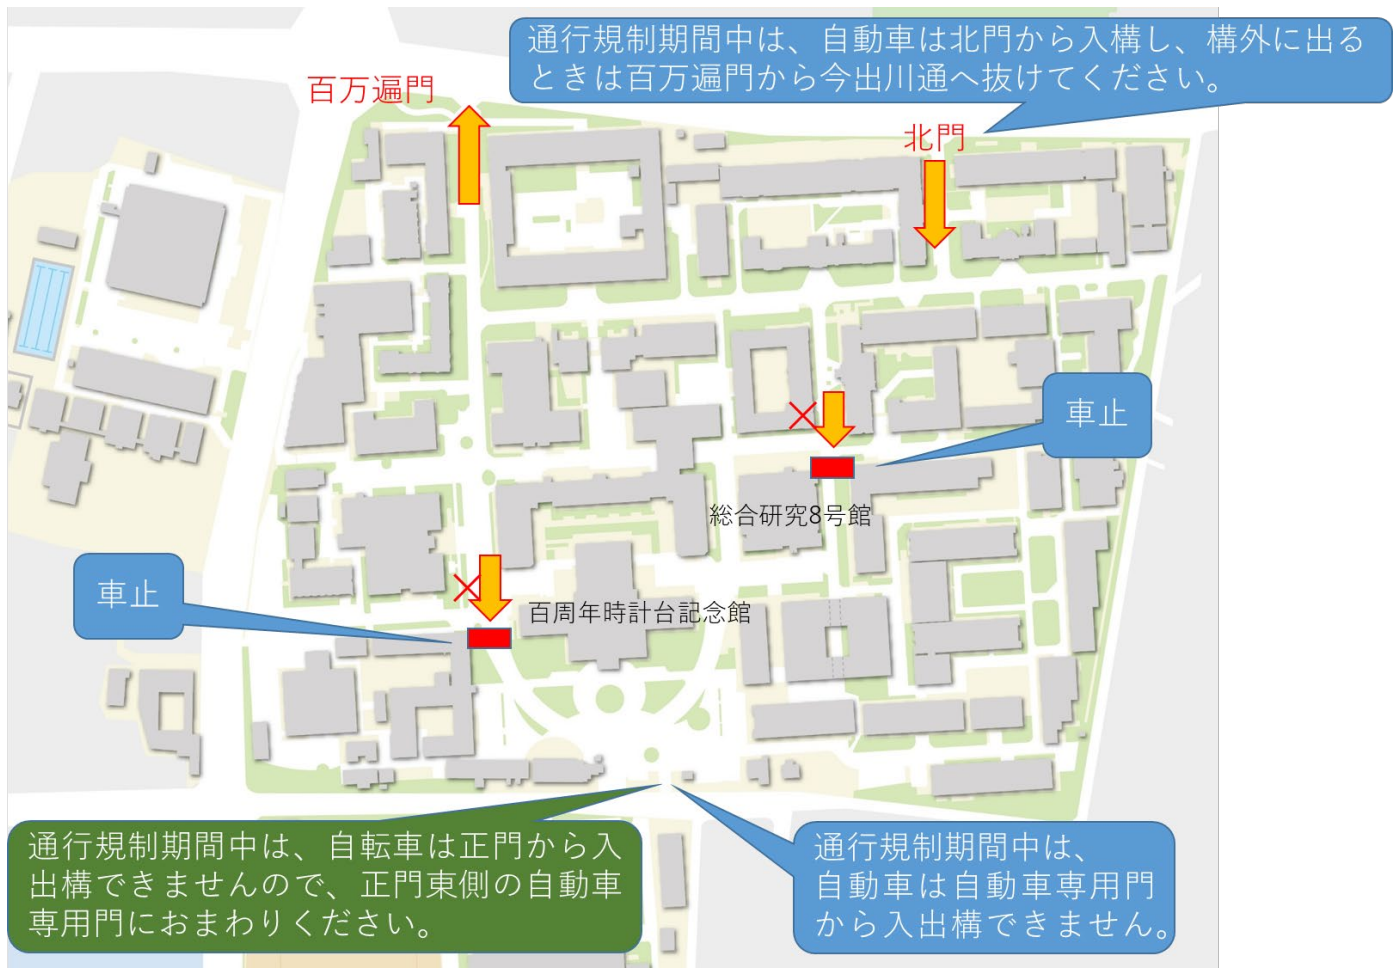 通行規制期間中は、自動車は北門から入構し、構外に出る
ときは百万遍門から今出川通へ抜けてください。
百万遍門
北門
車止
総合研究8号館
車止
百周年時計台記念館
通行規制期間中は、自転車は正門から入
出構できませんので、正門東側の自動車
専用門におまわりください。
通行規制期間中は、
自動車は自動車専用門
から入出構できません。